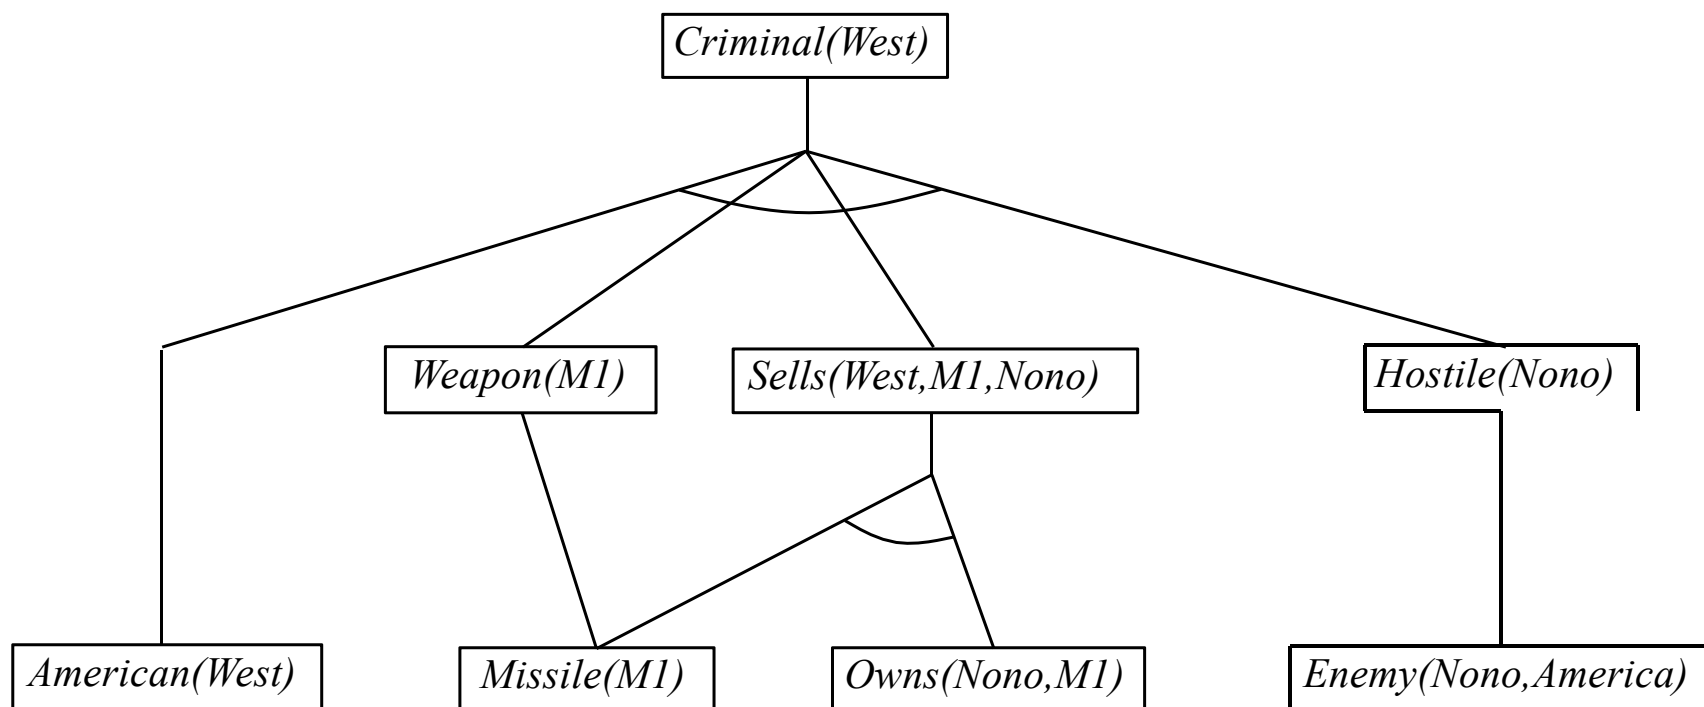 Criminal(West)
Weapon(M1)
Sells(West,M1,Nono)
Hostile(Nono)
American(West)
Missile(M1)
Owns(Nono,M1)
Enemy(Nono,America)